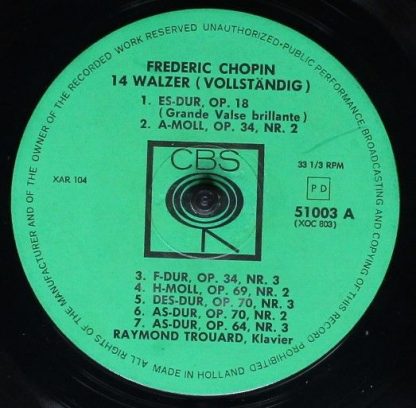 ALL RIGHTS OF THE MANUFACTURER AND OF THE OWNER OF THE RECORDED WORK RESERVED UNAUTHORIZED·PUBLIC PERFORMANCE BROADCASTING AND COPYING OF THIS RECORD PROHIBITED MADE IN HOLLAND
FREDERIC CHOPIN
14 WALZER (VOLLSTÄNDIG)
1. ES-DUR, OP. 18
(Grande Valse brillante)
2. A-MOLL, OP. 34, NR. 2
CBS
33 1/3 RPM
XAR 104
PD
51003 A
(XOC 803)
3. F-DUR, OP. 34, NR. 3
4. H-MOLL, OP. 69, NR. 2
5. DES-DUR, OP. 70, NR. 3
6. AS-DUR, OP. 70, NR. 2
7. AS-DUR, OP. 64, NR. 3
RAYMOND TROUARD, Klavier